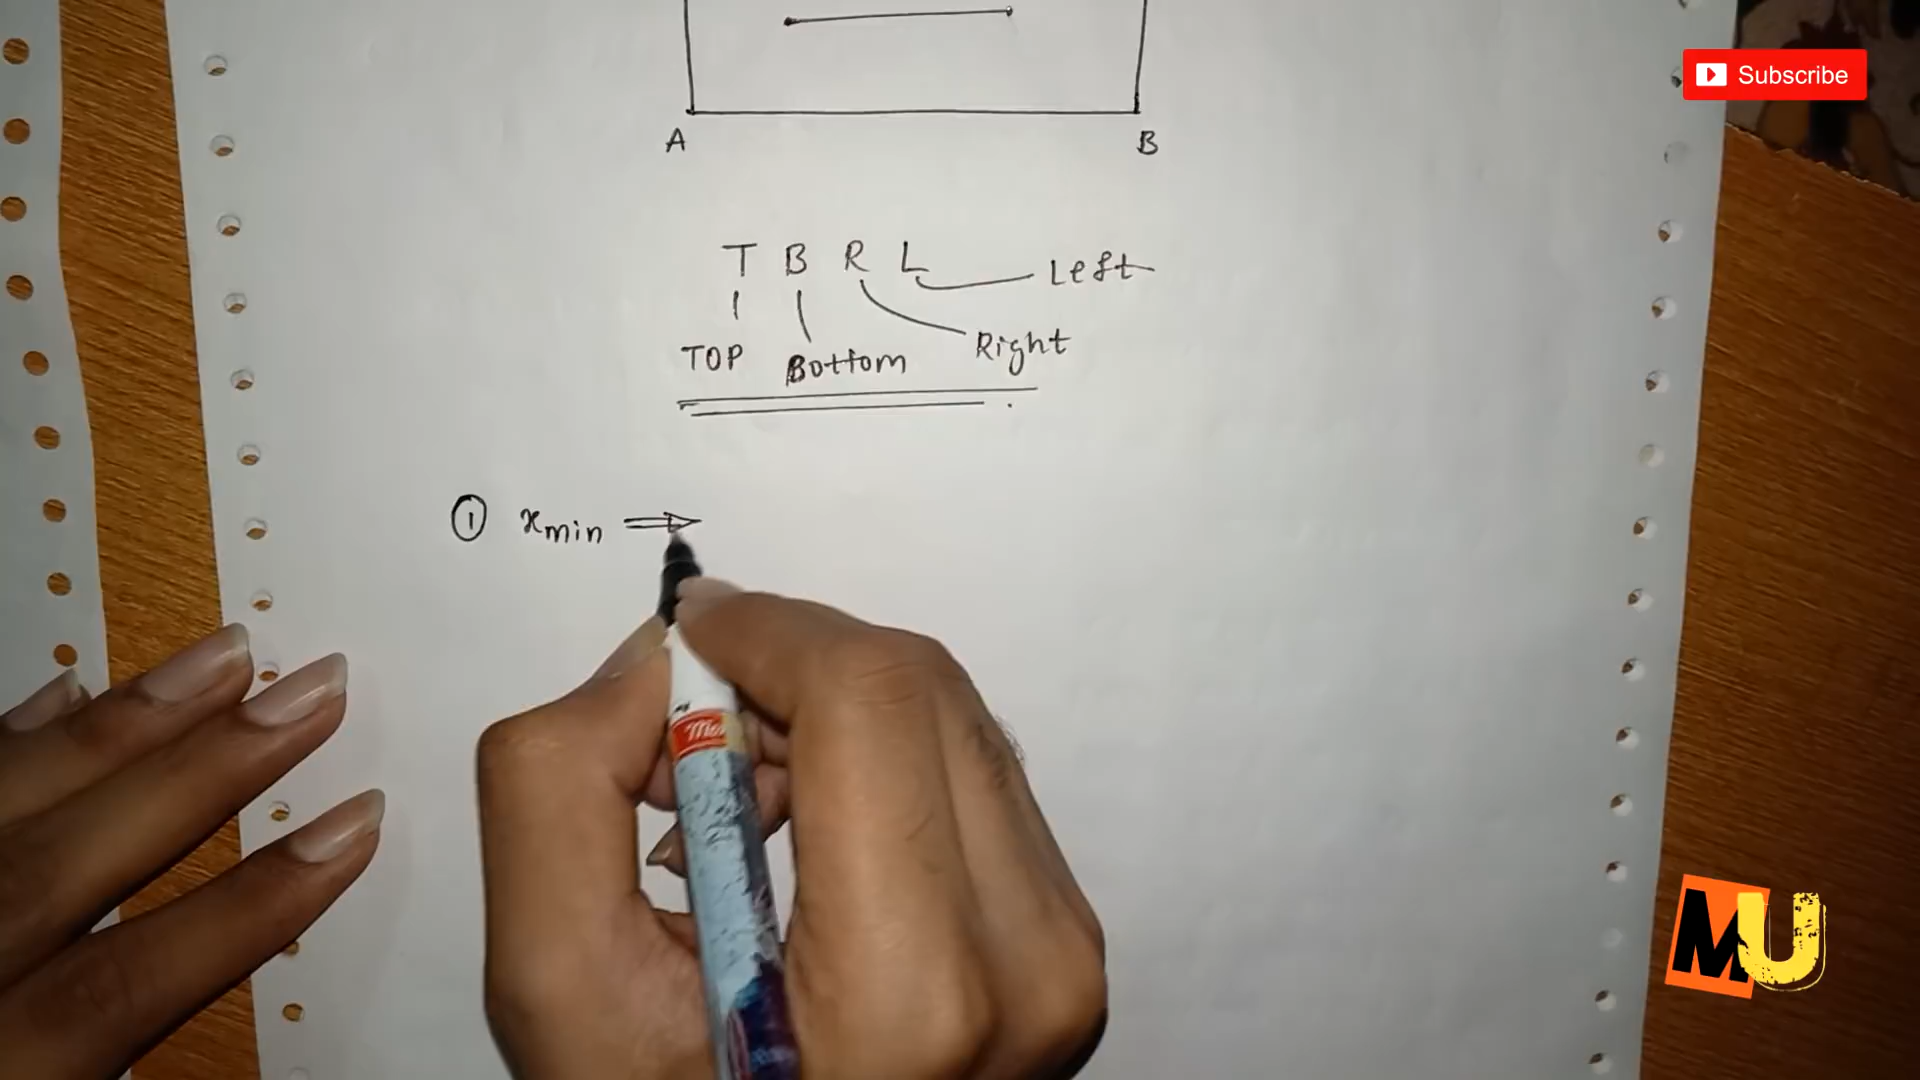 Subscribe
A B
T B R L Left
TOP Bottom Right
① xmin ⇒
MU